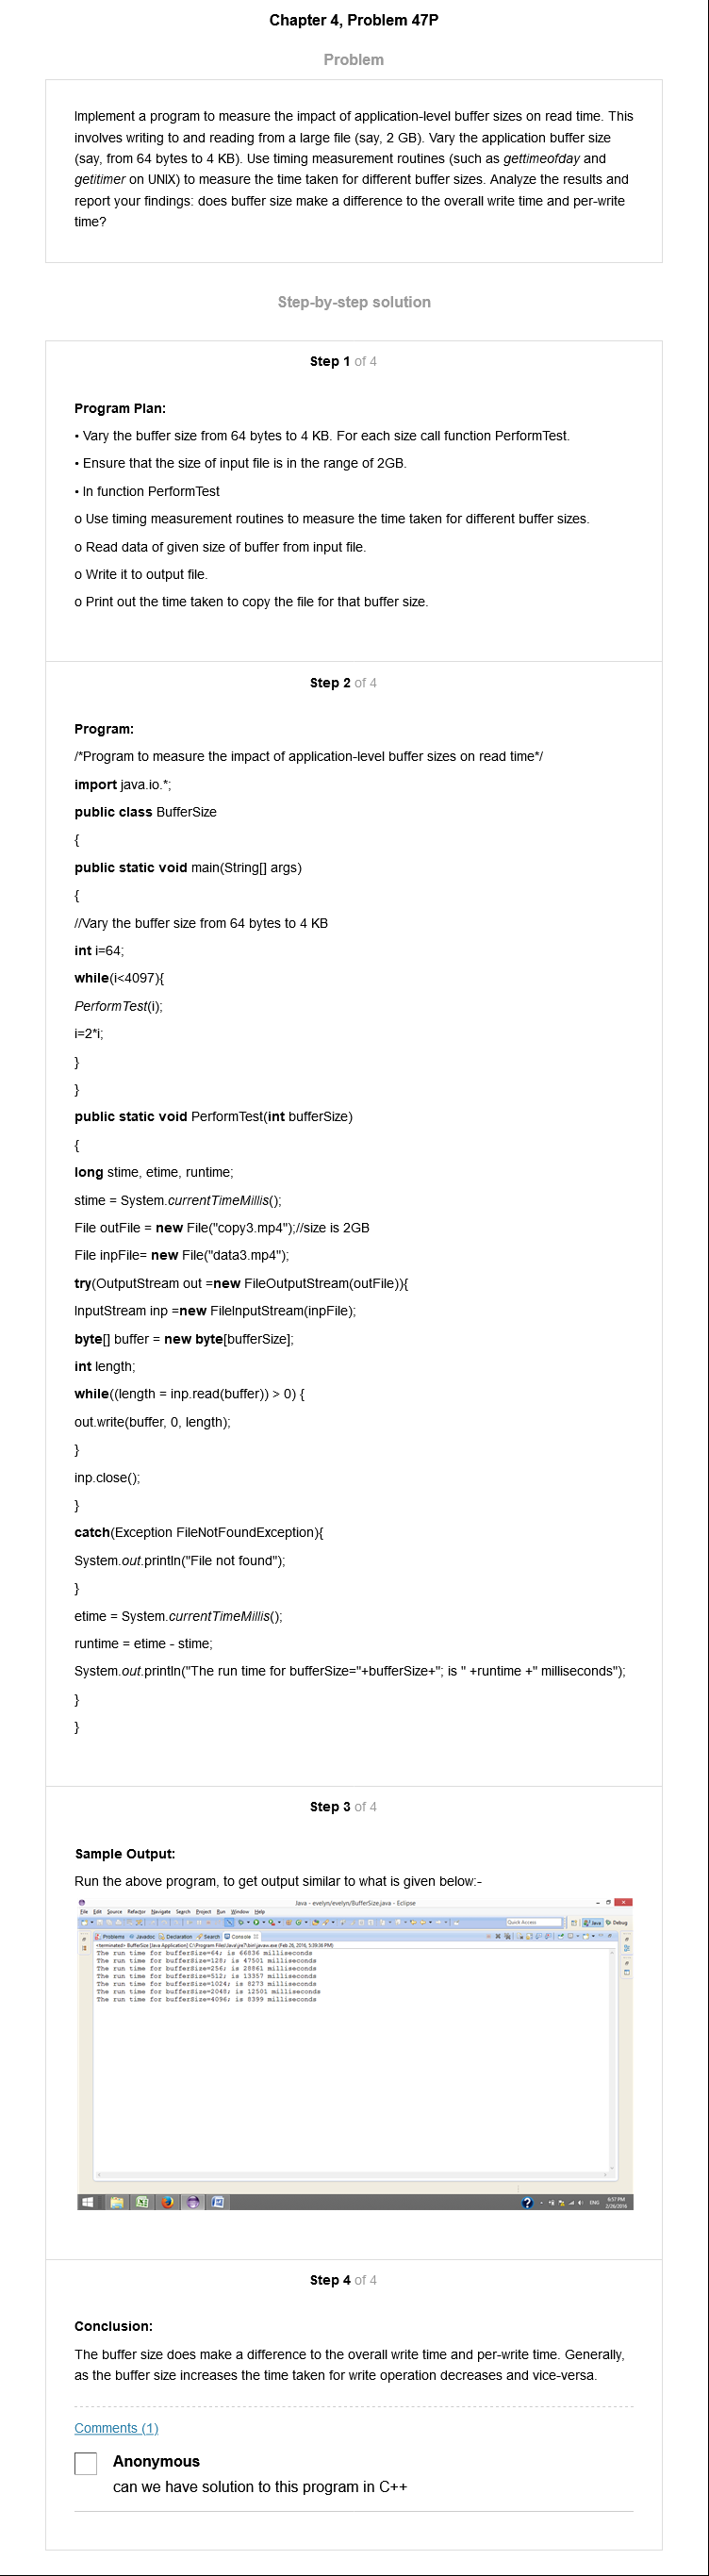 Chapter 4, Problem 47P
Problem
Implement a program to measure the impact of application-level buffer sizes on read time. This
involves writing to and reading from a large file (say, 2 GB). Vary the application buffer size
(say, from 64 bytes to 4 KB). Use timing measurement routines (such as gettimeofday and
getitimer on UNIX) to measure the time taken for different buffer sizes. Analyze the results and
report your findings: does buffer size make a difference to the overall write time and per-write
time?
Step-by-step solution
Step 1 of 4
Program Plan:
• Vary the buffer size from 64 bytes to 4 KB. For each size call function PerformTest.
• Ensure that the size of input file is in the range of 2GB.
• In function PerformTest
o Use timing measurement routines to measure the time taken for different buffer sizes.
o Read data of given size of buffer from input file.
o Write it to output file.
o Print out the time taken to copy the file for that buffer size.
Step 2 of 4
Program:
/*Program to measure the impact of application-level buffer sizes on read time*/
import java.io.*;
public class BufferSize
{
public static void main(String[] args)
{
//Vary the buffer size from 64 bytes to 4 KB
int i=64;
while(i<4097){
PerformTest(i);
i=2*i;
}
}
public static void PerformTest(int bufferSize)
{
long stime, etime, runtime;
stime = System.currentTimeMillis();
File outFile = new File("copy3.mp4");//size is 2GB
File inpFile= new File("data3.mp4");
try(OutputStream out =new FileOutputStream(outFile)){
InputStream inp =new FileInputStream(inpFile);
byte[] buffer = new byte[bufferSize];
int length;
while((length = inp.read(buffer)) > 0) {
out.write(buffer, 0, length);
}
inp.close();
}
catch(Exception FileNotFoundException){
System.out.println("File not found");
}
etime = System.currentTimeMillis();
runtime = etime - stime;
System.out.println("The run time for bufferSize="+bufferSize+"; is " +runtime +" milliseconds");
}
}
Step 3 of 4
Sample Output:
Run the above program, to get output similar to what is given below:-
Java - evelyn/evelyn/BufferSize.java - Eclipse
File Edit Source Refactor Navigate Search Project Run Window Help
Quick Access Java Debug
Problems Javadoc Declaration Search Console
<terminated> BufferSize [Java Application] C:\Program Files\Java\jre7\bin\javaw.exe (Feb 26, 2016, 5:39:36 PM)
The run time for bufferSize=64; is 66836 milliseconds
The run time for bufferSize=128; is 47501 milliseconds
The run time for bufferSize=256; is 28861 milliseconds
The run time for bufferSize=512; is 13357 milliseconds
The run time for bufferSize=1024; is 8273 milliseconds
The run time for bufferSize=2048; is 12501 milliseconds
The run time for bufferSize=4096; is 8399 milliseconds
ENG 6:57 PM
2/26/2016
Step 4 of 4
Conclusion:
The buffer size does make a difference to the overall write time and per-write time. Generally,
as the buffer size increases the time taken for write operation decreases and vice-versa.
Comments (1)
Anonymous
can we have solution to this program in C++